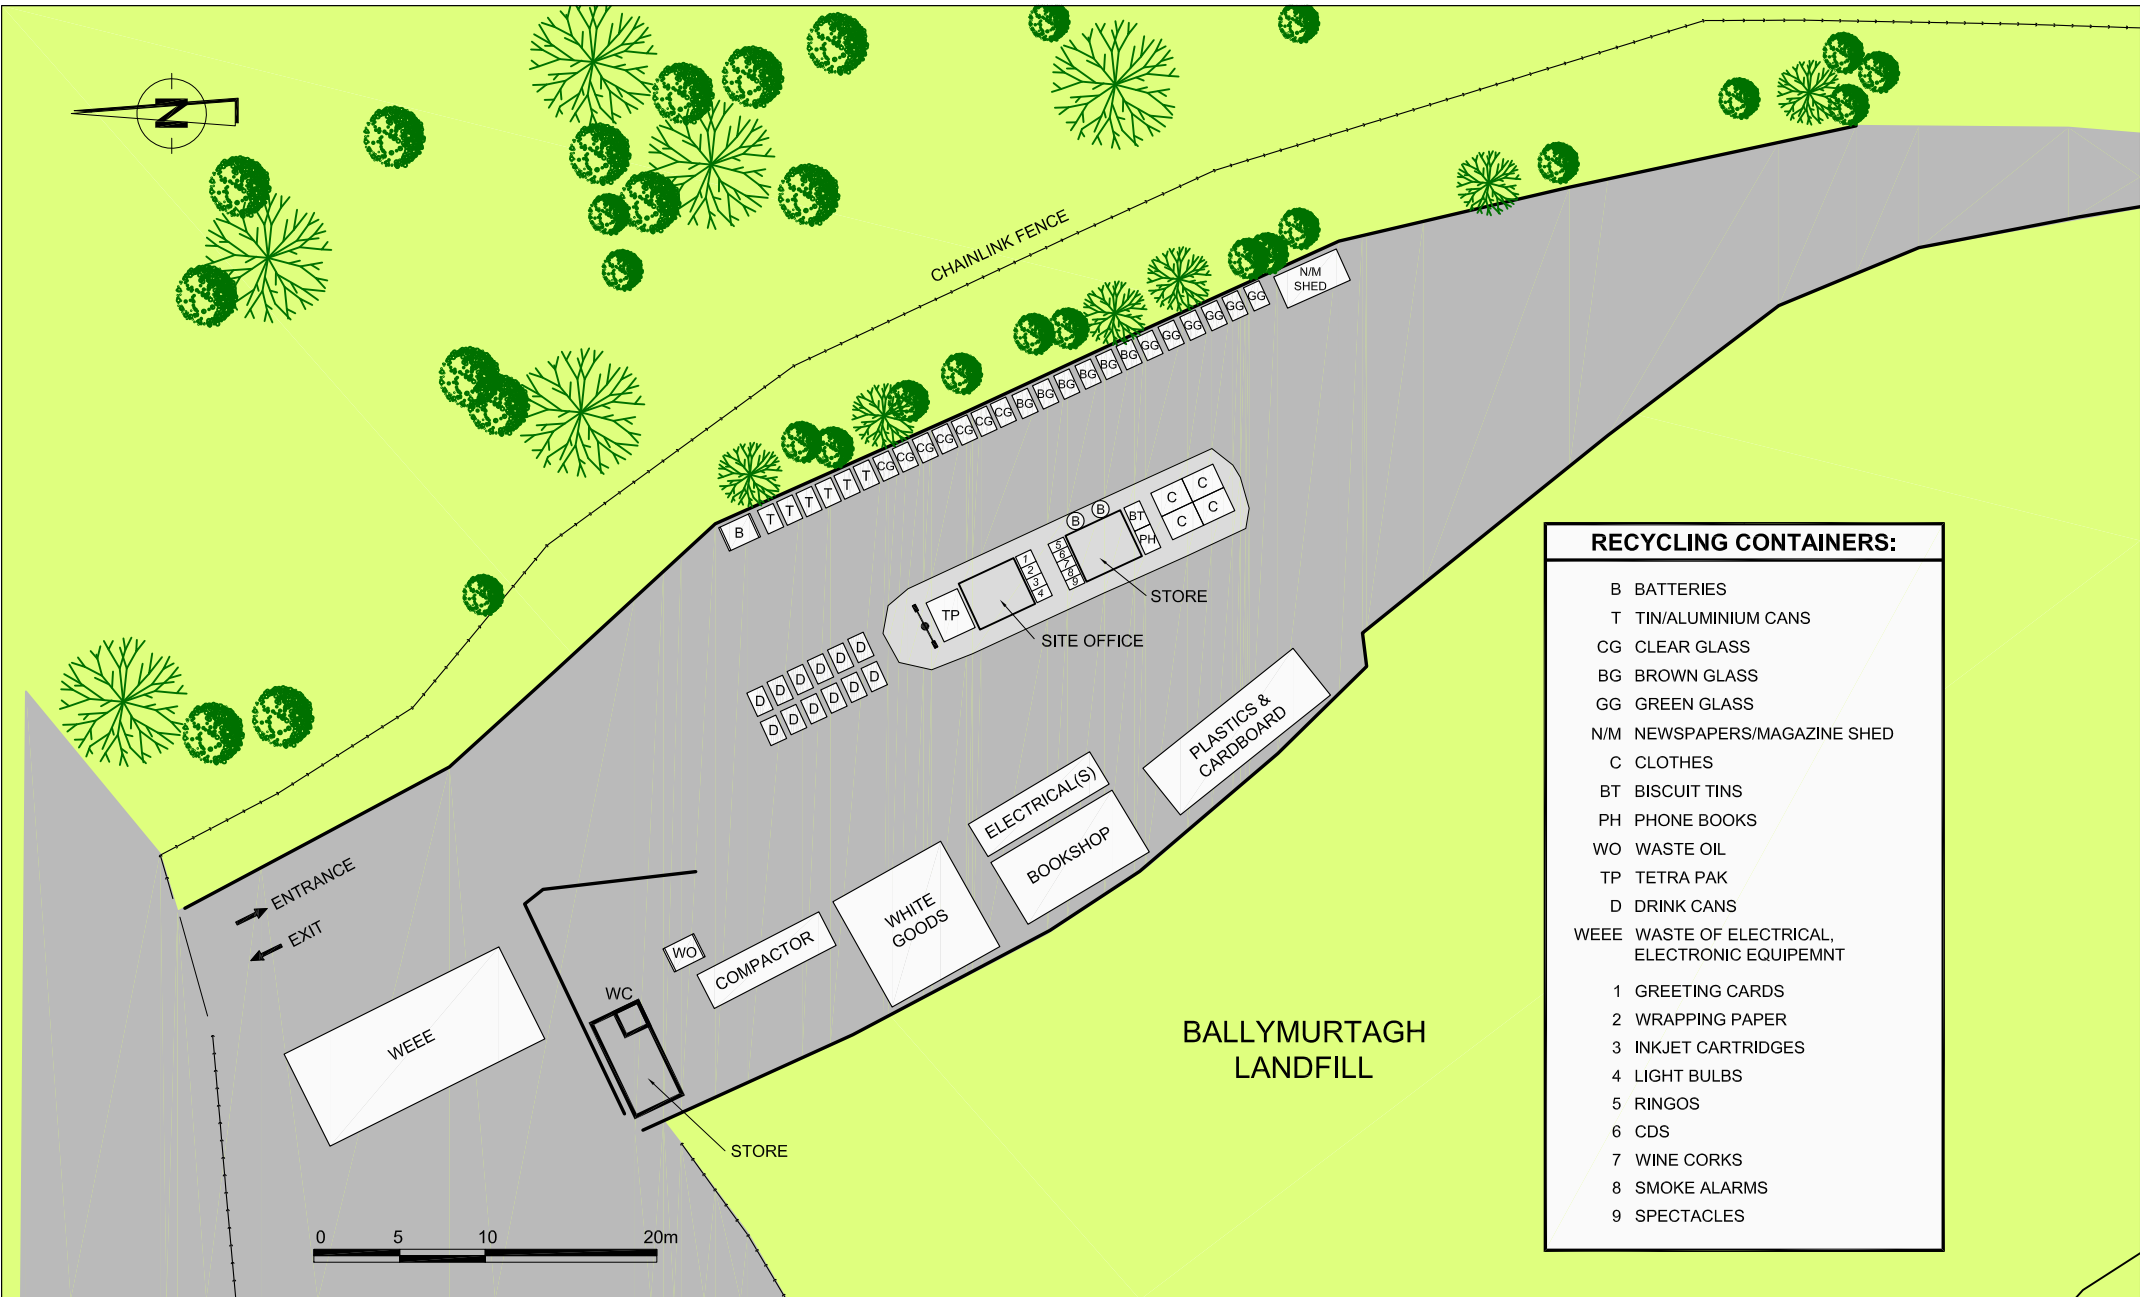 N
CHAINLINK FENCE
N/M
SHED
B T T T T T T CG CG CG CG CG CG CG BG BG BG BG BG BG GG GG GG GG GG GG
C C
C C
B B
BT
PH
5
6
7
8
9
1
2
3
4
TP
STORE
SITE OFFICE
D D D D D D
D D D D D D
PLASTICS &
CARDBOARD
ELECTRICAL(S)
BOOKSHOP
WHITE
GOODS
COMPACTOR
WO
WC
ENTRANCE
EXIT
WEEE
STORE
0 5 10 20m
BALLYMURTAGH
LANDFILL
RECYCLING CONTAINERS:
B BATTERIES
T TIN/ALUMINIUM CANS
CG CLEAR GLASS
BG BROWN GLASS
GG GREEN GLASS
N/M NEWSPAPERS/MAGAZINE SHED
C CLOTHES
BT BISCUIT TINS
PH PHONE BOOKS
WO WASTE OIL
TP TETRA PAK
D DRINK CANS
WEEE WASTE OF ELECTRICAL,
ELECTRONIC EQUIPEMNT
1 GREETING CARDS
2 WRAPPING PAPER
3 INKJET CARTRIDGES
4 LIGHT BULBS
5 RINGOS
6 CDS
7 WINE CORKS
8 SMOKE ALARMS
9 SPECTACLES